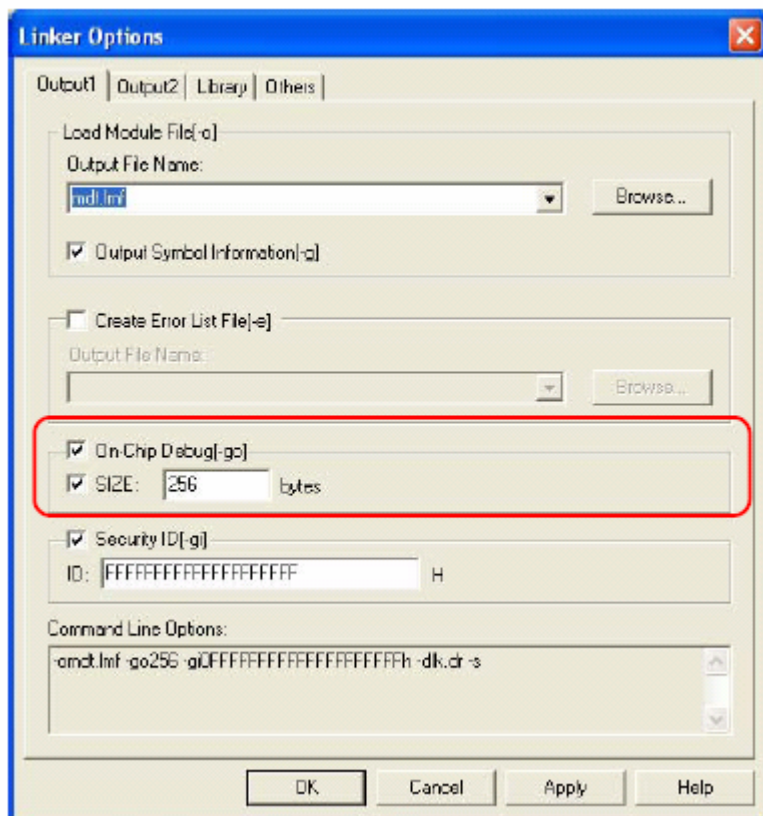 Linker Options
Output1 Output2 Library Others
Load Module File[-o]
Output File Name:
mdt.lmf Browse...
Output Symbol Information[-g]
Create Error List File[-e]
Output File Name:
Browse...
On-Chip Debug[-go]
SIZE: 256 bytes
Security ID[-gi]
ID: FFFFFFFFFFFFFFFFFFFF H
Command Line Options:
-omdt.lmf -go256 -gi0FFFFFFFFFFFFFFFFFFFFh -dlk.dr -s
OK Cancel Apply Help